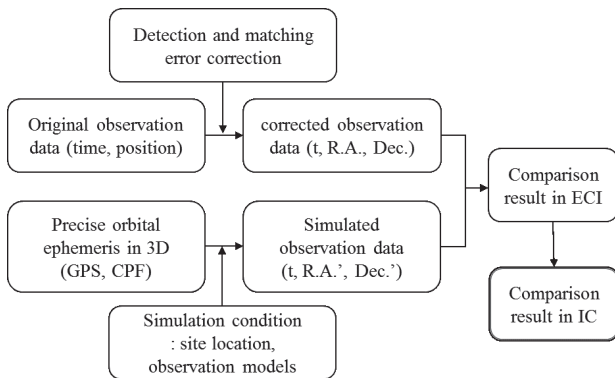 Detection and matching
error correction
Original observation
data (time, position)
corrected observation
data (t, R.A., Dec.)
Comparison
result in ECI
Precise orbital
ephemeris in 3D
(GPS, CPF)
Simulated
observation data
(t, R.A.’, Dec.’)
Comparison
result in IC
Simulation condition
: site location,
observation models